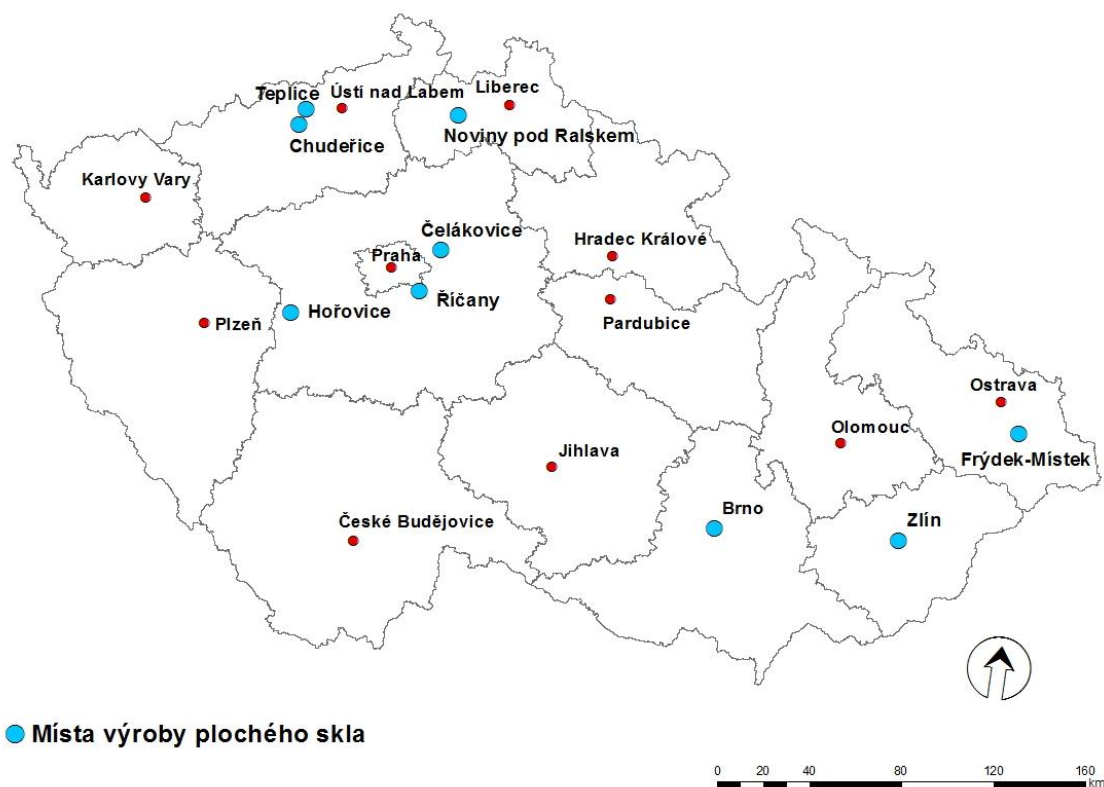 Teplice
Ústí nad Labem
Liberec
Chudeřice
Noviny pod Ralskem
Karlovy Vary
Čelákovice
Praha
Hradec Králové
Říčany
Hořovice
Plzeň
Pardubice
Ostrava
Olomouc
Frýdek-Místek
Jihlava
Brno
Zlín
České Budějovice
Místa výroby plochého skla
0 20 40 80 120 160
km